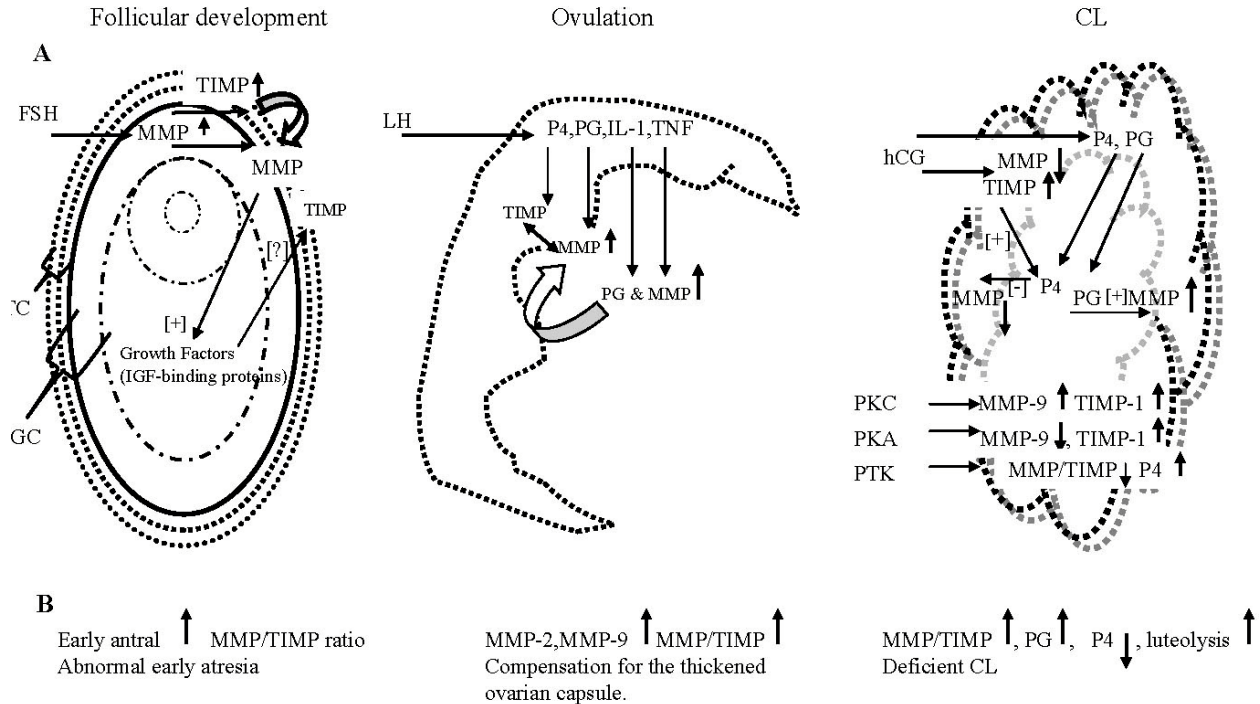 Follicular development
Ovulation
CL
A
TIMP
FSH
MMP
MMP
TIMP
[?]
[+]
Growth Factors
(IGF-binding proteins)
GC
LH
P4,PG,IL-1,TNF
TIMP
MMP
PG & MMP
hCG
P4, PG
MMP
TIMP
[+]
MMP [-] P4
PG [+] MMP
PKC MMP-9 TIMP-1
PKA MMP-9 , TIMP-1
PTK MMP/TIMP P4
B
Early antral MMP/TIMP ratio
Abnormal early atresia
MMP-2,MMP-9 MMP/TIMP
Compensation for the thickened
ovarian capsule.
MMP/TIMP , PG , P4 , luteolysis
Deficient CL